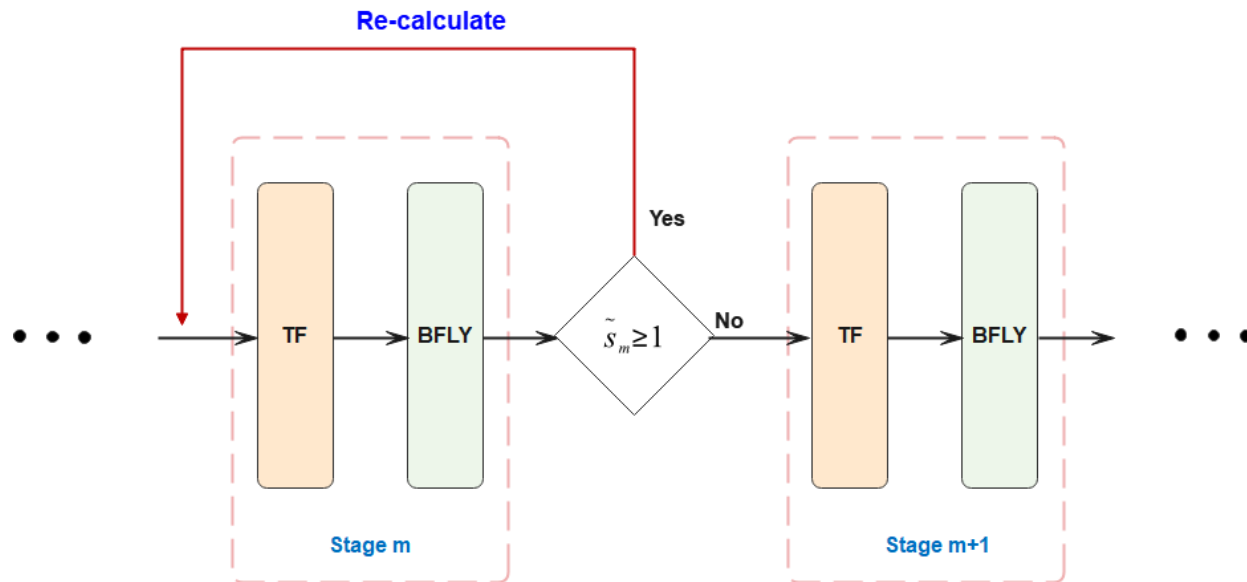 Re-calculate
Yes
TF
BFLY
s̃ₘ≥1
No
TF
BFLY
Stage m
Stage m+1